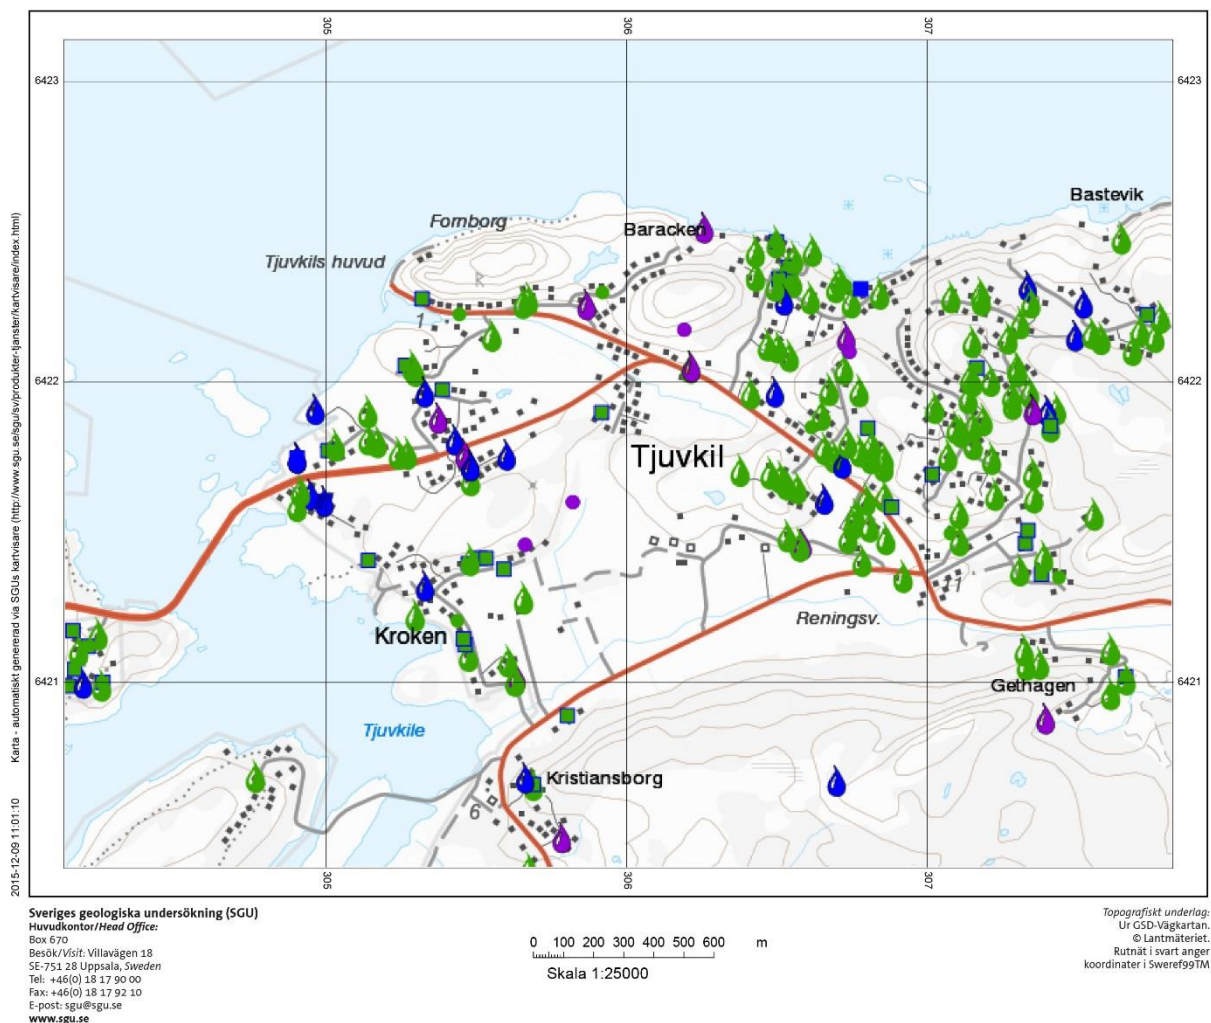 305
306
307
6423
6423
Bastevik
Fornborg
Baracken
Tjuvkils huvud
1
6422
6422
Tjuvkil
1
Reningsv.
Kroken
6421
6421
Gethagen
Tjuvkile
Kristiansborg
6
305
306
307
Karta - automatiskt genererad via SGUs kartvisare (http://www.sgu.se/sgu/sv/produkter-tjanster/kartvisare/index.html)
2015-12-09 11:01:10
Sveriges geologiska undersökning (SGU)
Huvudkontor/Head Office:
Box 670
Besök/Visit: Villavägen 18
SE-751 28 Uppsala, Sweden
Tel: +46(0) 18 17 90 00
Fax: +46(0) 18 17 92 10
E-post: sgu@sgu.se
www.sgu.se
0 100 200 300 400 500 600 m
Skala 1:25000
Topografiskt underlag:
Ur GSD-Vägkartan.
© Lantmäteriet.
Rutnät i svart anger
koordinater i Sweref99TM